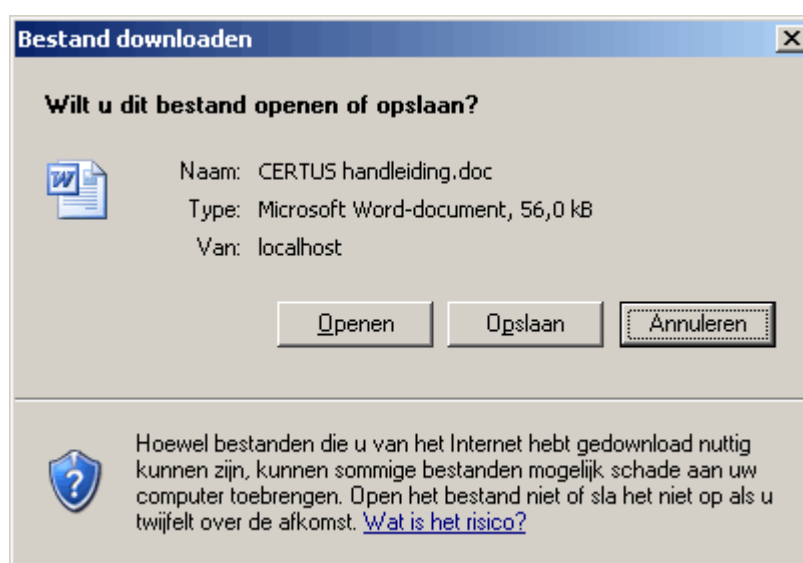 Bestand downloaden
Wilt u dit bestand openen of opslaan?
Naam: CERTUS handleiding.doc
Type: Microsoft Word-document, 56,0 kB
Van: localhost
Openen Opslaan Annuleren
Hoewel bestanden die u van het Internet hebt gedownload nuttig
kunnen zijn, kunnen sommige bestanden mogelijk schade aan uw
computer toebrengen. Open het bestand niet of sla het niet op als u
twijfelt over de afkomst. Wat is het risico?